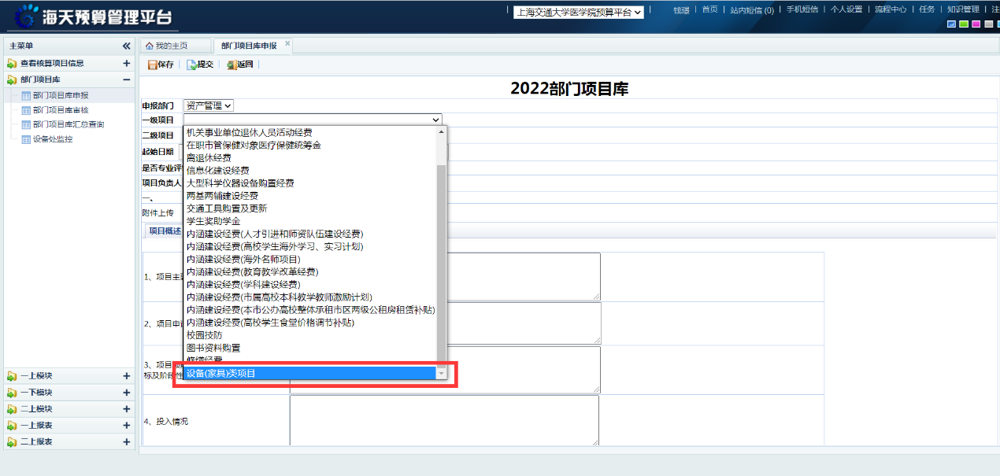 海天预算管理平台
上海交通大学医学院预算平台
钱璟 | 首页 | 站内短信 (0) | 手机短信 | 个人设置 | 流程中心 | 任务 | 知识管理 | 注
主菜单
查看核算项目信息
部门项目库
部门项目库申报
部门项目库审核
部门项目库汇总查询
设备处监控
一上模块
一下模块
二上模块
一上报表
二上报表
我的主页
部门项目库申报
保存 提交 返回
2022部门项目库
申报部门 资产管理
一级项目
二级项目
起始日期
是否专业评
项目负责人
一、
附件上传
项目概述
机关事业单位退休人员活动经费
在职市管保健对象医疗保健统筹金
离退休经费
信息化建设经费
大型科学仪器设备购置经费
两基两辅建设经费
交通工具购置及更新
学生奖助学金
内涵建设经费(人才引进和师资队伍建设经费)
内涵建设经费(高校学生海外学习、实习计划)
内涵建设经费(海外名师项目)
内涵建设经费(教育教学改革经费)
内涵建设经费(学科建设经费)
内涵建设经费(市属高校本科教学教师激励计划)
内涵建设经费(本市公办高校整体承租市区两级公租房租赁补贴)
内涵建设经费(高校学生食堂价格调节补贴)
校园技防
图书资料购置
修缮经费
设备(家具)类项目
1、项目主
2、项目申
3、项目
标及阶段性
4、投入情况